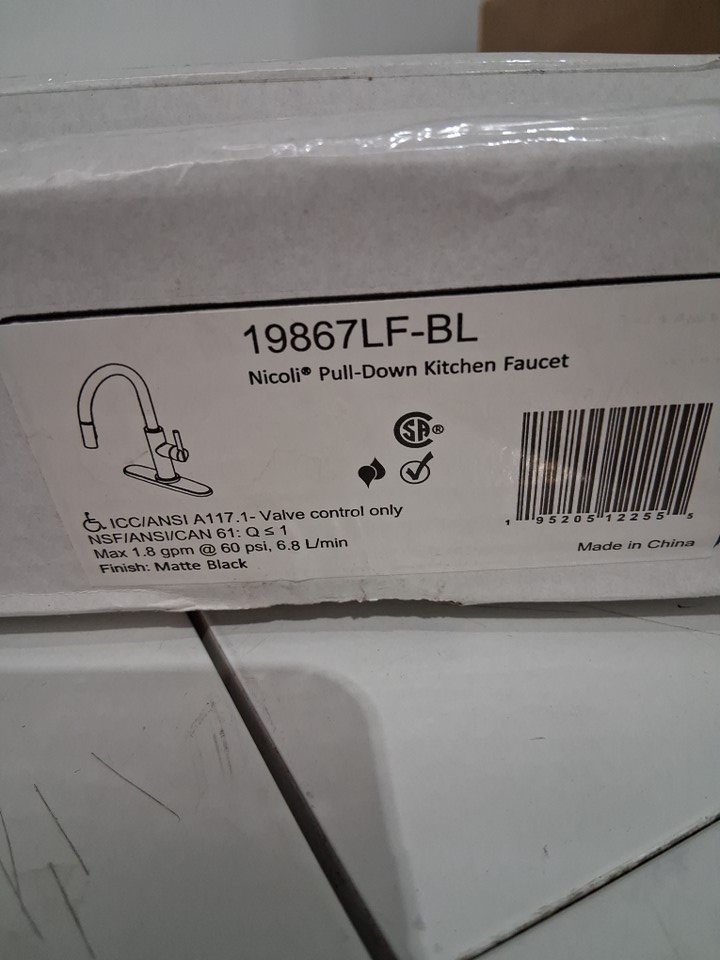 19867LF-BL
Nicoli® Pull-Down Kitchen Faucet
SA®
ICC/ANSI A117.1- Valve control only
NSF/ANSI/CAN 61: Q ≤ 1
Max 1.8 gpm @ 60 psi, 6.8 L/min
Finish: Matte Black
1 95205 12255 5
Made in China